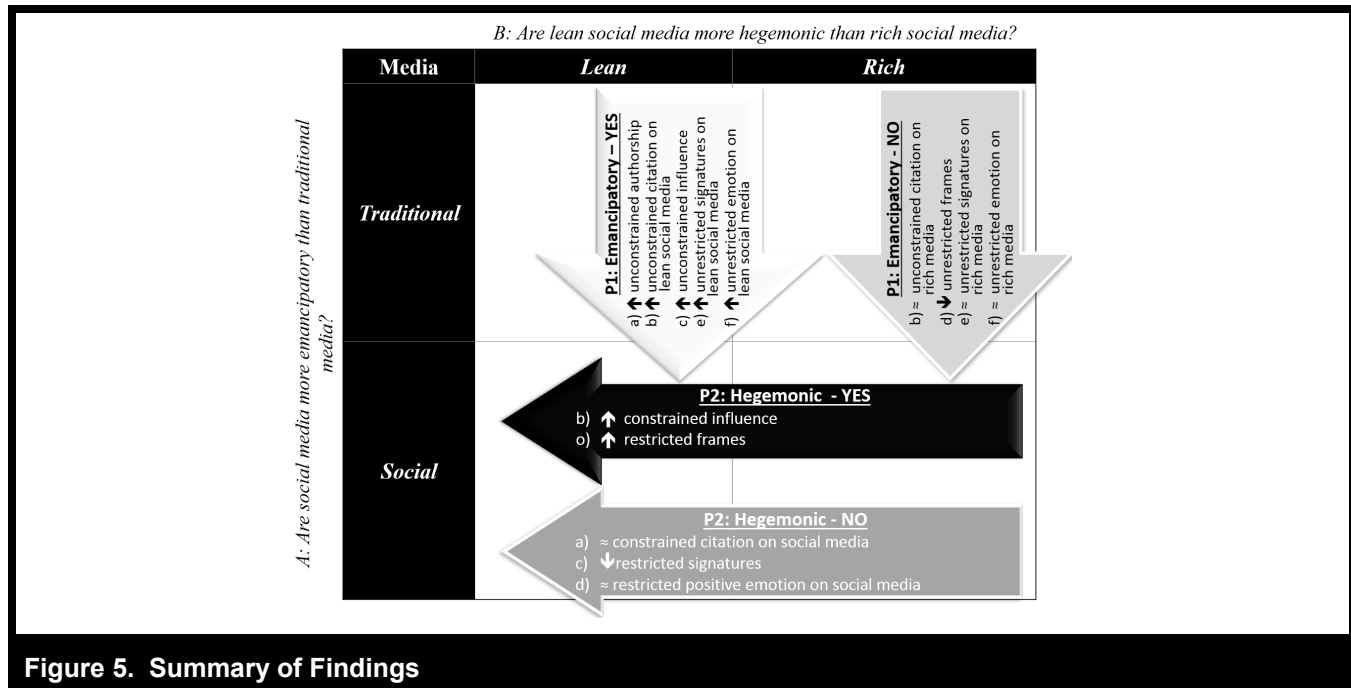 B: Are lean social media more hegemonic than rich social media?
Media
Lean
Rich
A: Are social media more emancipatory than traditional
media?
Traditional
P1: Emancipatory – YES
a) ↑ unconstrained authorship
b) ↑ unconstrained citation on
lean social media
c) ↑ unconstrained influence
e) ↑ unrestricted signatures on
lean social media
f) ↑ unrestricted emotion on
lean social media
P1: Emancipatory - NO
b) ≈ unconstrained citation on
rich media
d) ↓ unrestricted frames
e) ≈ unrestricted signatures on
rich media
f) ≈ unrestricted emotion on
rich media
Social
P2: Hegemonic - YES
b) ↑ constrained influence
o) ↑ restricted frames
P2: Hegemonic - NO
a) ≈ constrained citation on social media
c) ↓restricted signatures
d) ≈ restricted positive emotion on social media
Figure 5. Summary of Findings